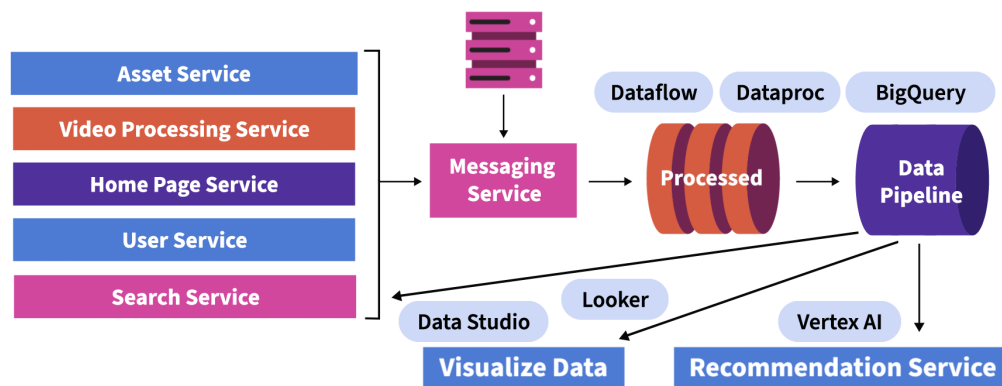 Asset Service
Video Processing Service
Home Page Service
User Service
Search Service
Messaging
Service
Dataflow
Dataproc
BigQuery
Processed
Data
Pipeline
Data Studio
Looker
Vertex AI
Visualize Data
Recommendation Service